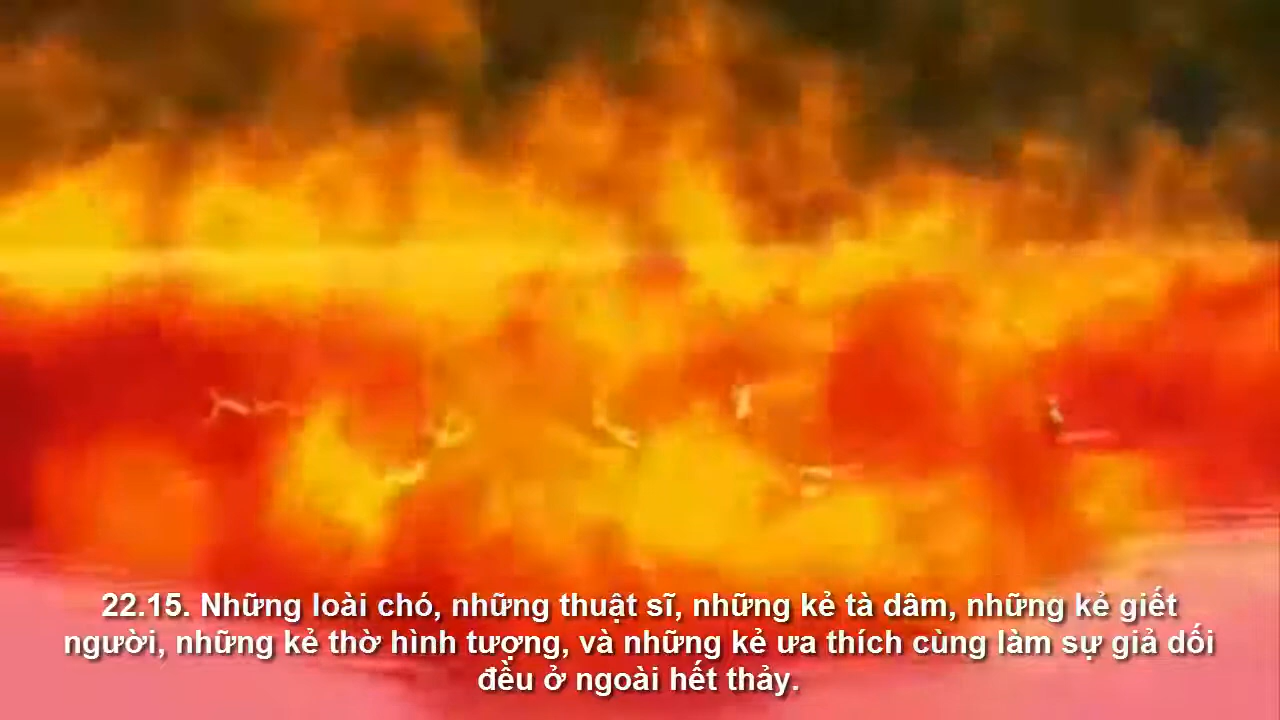 22.15. Những loài chó, những thuật sĩ, những kẻ tà dâm, những kẻ giết
người, những kẻ thờ hình tượng, và những kẻ ưa thích cùng làm sự giả dối
đều ở ngoài hết thảy.